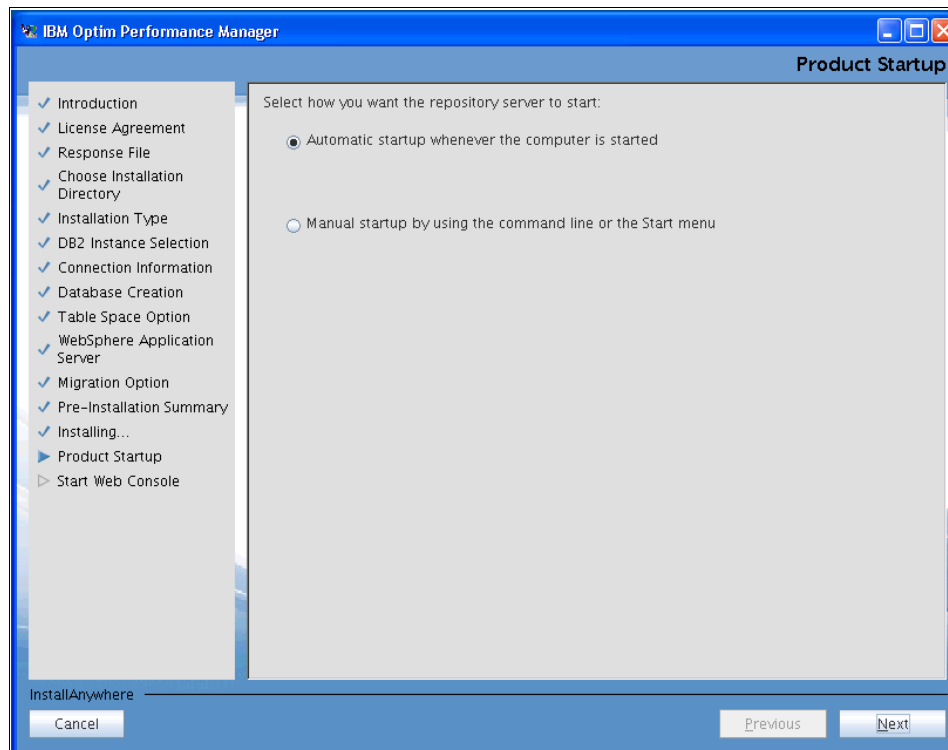 IBM Optim Performance Manager
Product Startup
Introduction
License Agreement
Response File
Choose Installation
Directory
Installation Type
DB2 Instance Selection
Connection Information
Database Creation
Table Space Option
WebSphere Application
Server
Migration Option
Pre-Installation Summary
Installing...
Product Startup
Start Web Console
Select how you want the repository server to start:
Automatic startup whenever the computer is started
Manual startup by using the command line or the Start menu
InstallAnywhere
Cancel
Previous
Next